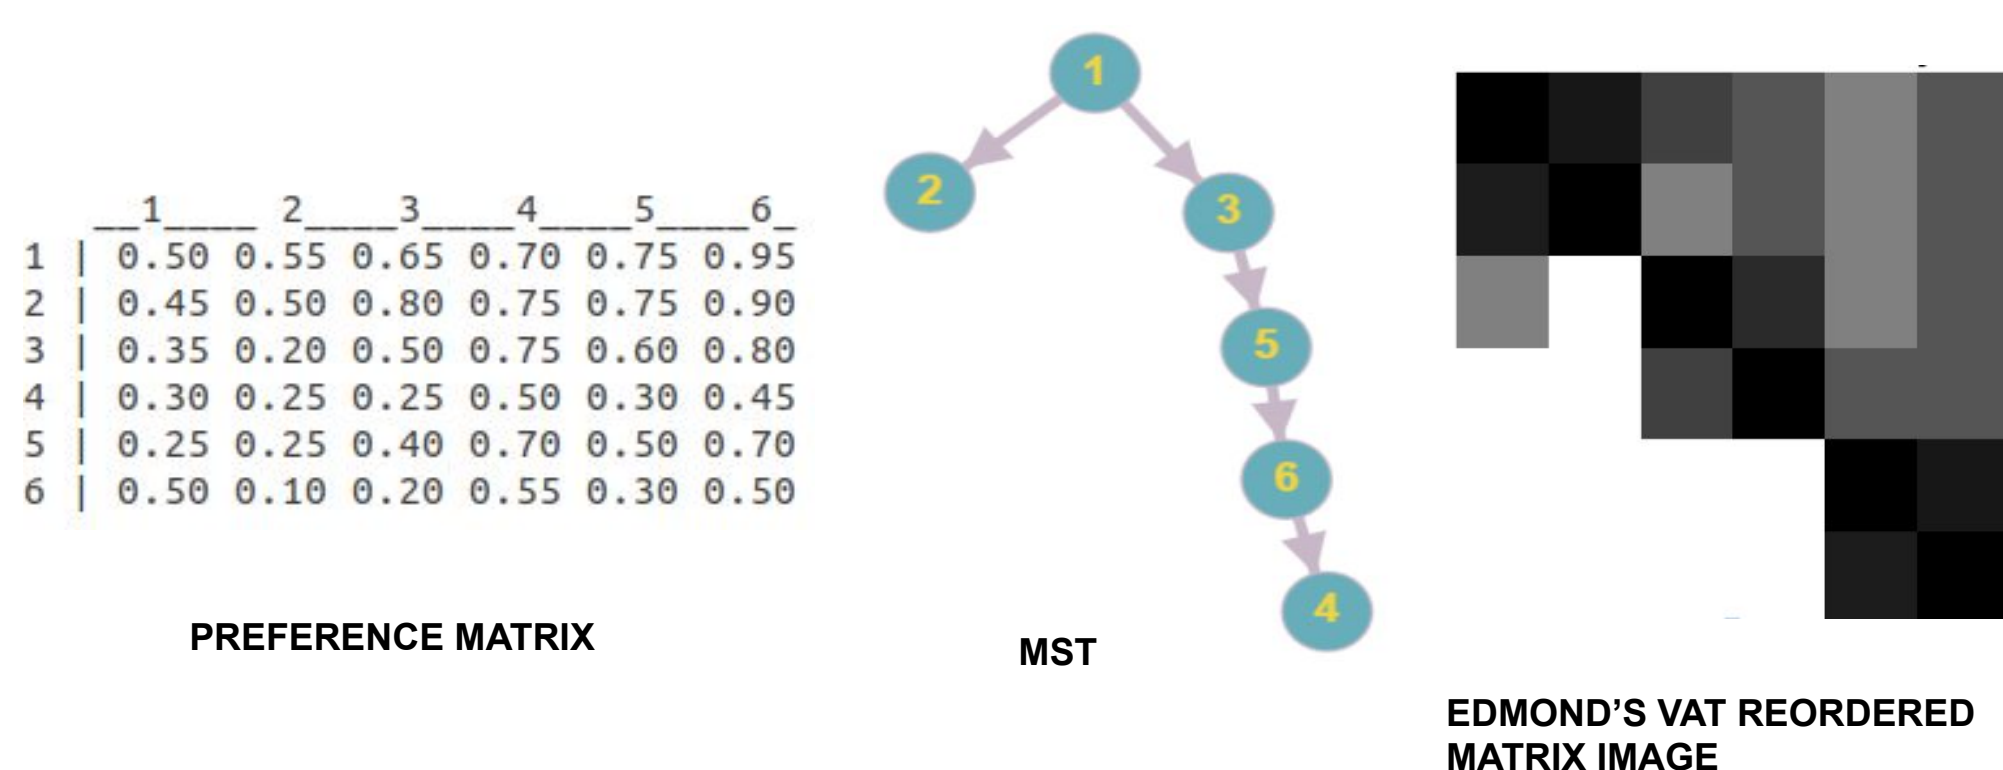 __1____ 2____3____4____5____6_
1 | 0.50 0.55 0.65 0.70 0.75 0.95
2 | 0.45 0.50 0.80 0.75 0.75 0.90
3 | 0.35 0.20 0.50 0.75 0.60 0.80
4 | 0.30 0.25 0.25 0.50 0.30 0.45
5 | 0.25 0.25 0.40 0.70 0.50 0.70
6 | 0.50 0.10 0.20 0.55 0.30 0.50
PREFERENCE MATRIX
1
2
3
5
6
4
MST
EDMOND'S VAT REORDERED
MATRIX IMAGE